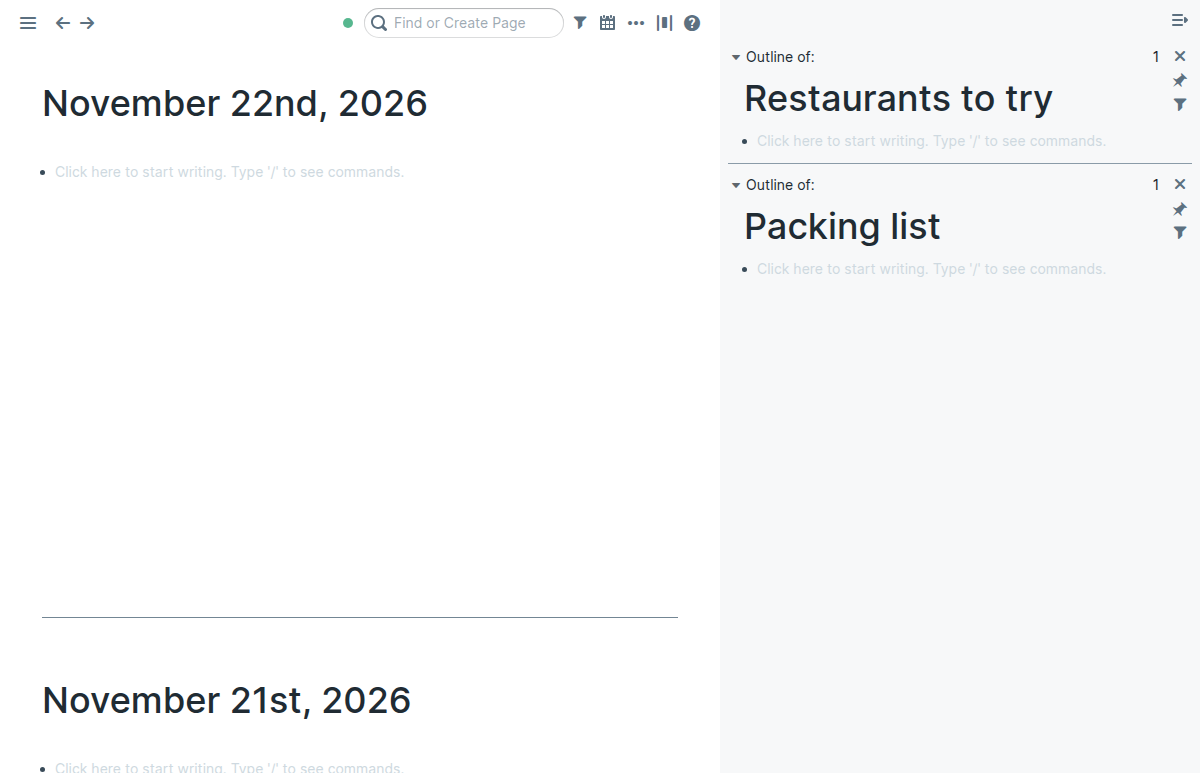 Find or Create Page
November 22nd, 2026
Click here to start writing. Type '/' to see commands.
November 21st, 2026
Click here to start writing. Type '/' to see commands.
Outline of:
1
Restaurants to try
Click here to start writing. Type '/' to see commands.
Outline of:
1
Packing list
Click here to start writing. Type '/' to see commands.